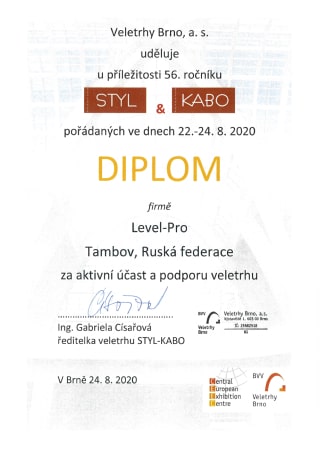 Veletrhy Brno, a. s.
uděluje
u příležitosti 56. ročníku
STYL & KABO
pořádaných ve dnech 22.-24. 8. 2020
DIPLOM
firmě
Level-Pro
Tambov, Ruská federace
za aktivní účast a podporu veletrhu
Ing. Gabriela Císařová
ředitelka veletrhu STYL-KABO
BVV
Veletrhy
Brno
Veletrhy Brno, a.s.
V Brně 24. 8. 2020
Central
European
Exhibition
Centre
BVV
Veletrhy
Brno